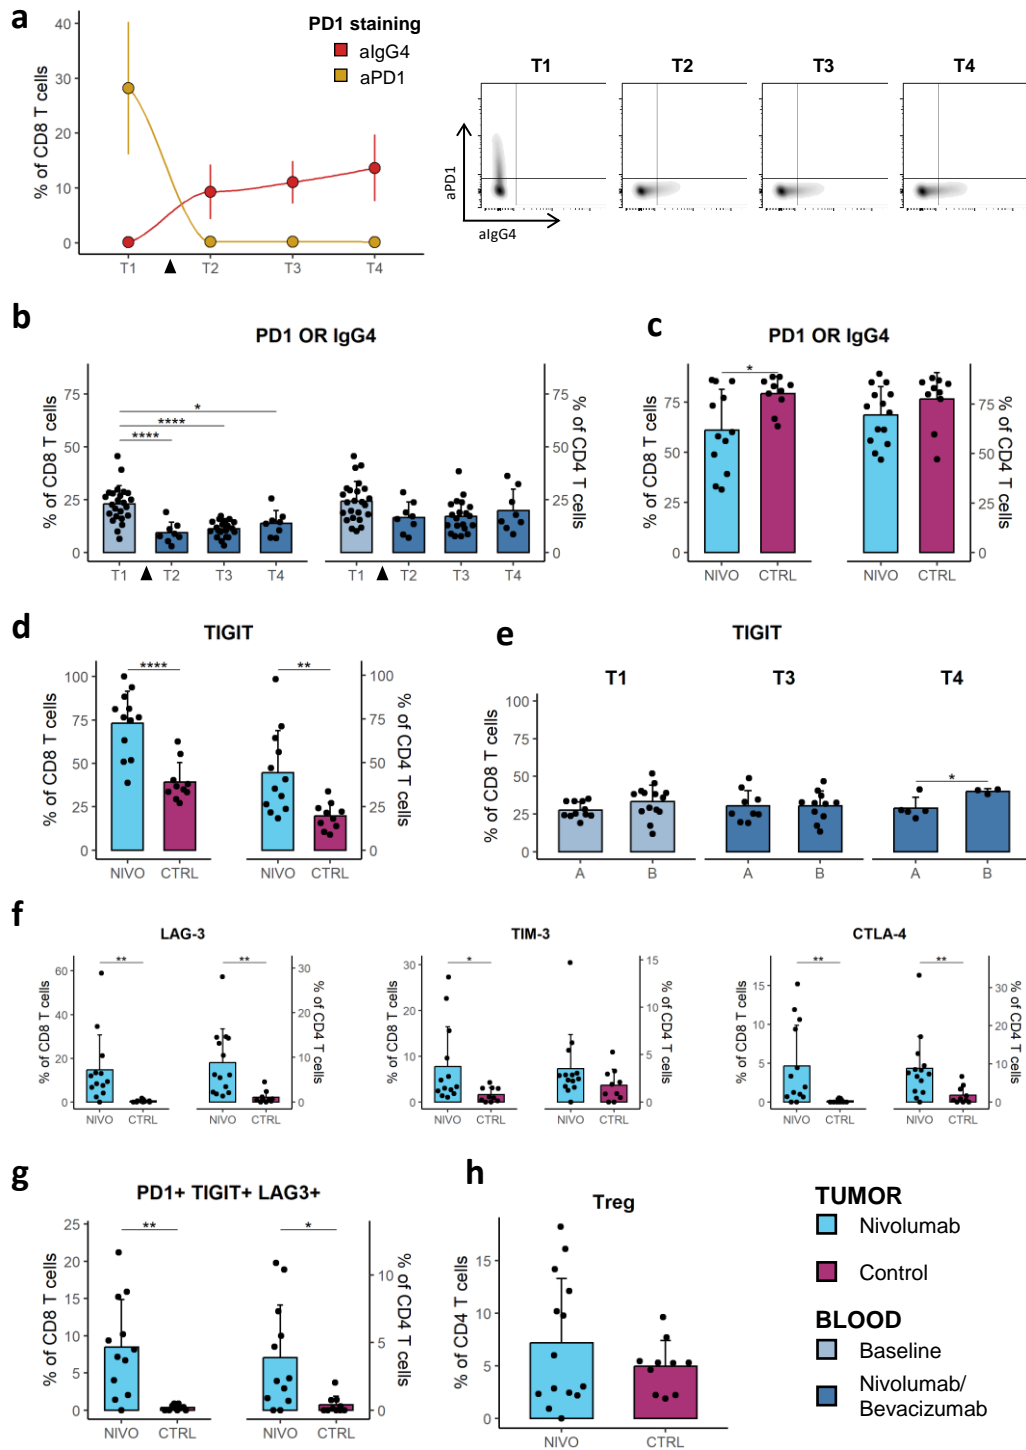 a
PD1 staining
aIgG4
aPD1
% of CD8 T cells
40
30
20
10
0
T1
T2
T3
T4
T1
T2
T3
T4
aPD1
aIgG4
b
PD1 OR IgG4
% of CD8 T cells
75
50
25
0
*
****
****
T1
T2
T3
T4
T1
T2
T3
T4
75
50
25
0
% of CD4 T cells
c
PD1 OR IgG4
% of CD8 T cells
75
50
25
0
*
NIVO
CTRL
NIVO
CTRL
75
50
25
0
% of CD4 T cells
d
TIGIT
% of CD8 T cells
100
75
50
25
0
****
**
NIVO
CTRL
NIVO
CTRL
100
75
50
25
0
% of CD4 T cells
e
TIGIT
T1
T3
T4
% of CD8 T cells
100
75
50
25
0
*
A
B
A
B
A
B
f
LAG-3
% of CD8 T cells
60
40
20
0
**
**
NIVO
CTRL
NIVO
CTRL
30
20
10
0
% of CD4 T cells
TIM-3
% of CD8 T cells
30
20
10
0
*
NIVO
CTRL
NIVO
CTRL
15
10
5
0
% of CD4 T cells
CTLA-4
% of CD8 T cells
15
10
5
0
**
**
NIVO
CTRL
NIVO
CTRL
30
20
10
0
% of CD4 T cells
g
PD1+ TIGIT+ LAG3+
% of CD8 T cells
25
20
15
10
5
0
**
*
NIVO
CTRL
NIVO
CTRL
10
5
0
% of CD4 T cells
h
Treg
% of CD4 T cells
15
10
5
0
NIVO
CTRL
TUMOR
Nivolumab
Control
BLOOD
Baseline
Nivolumab/
Bevacizumab